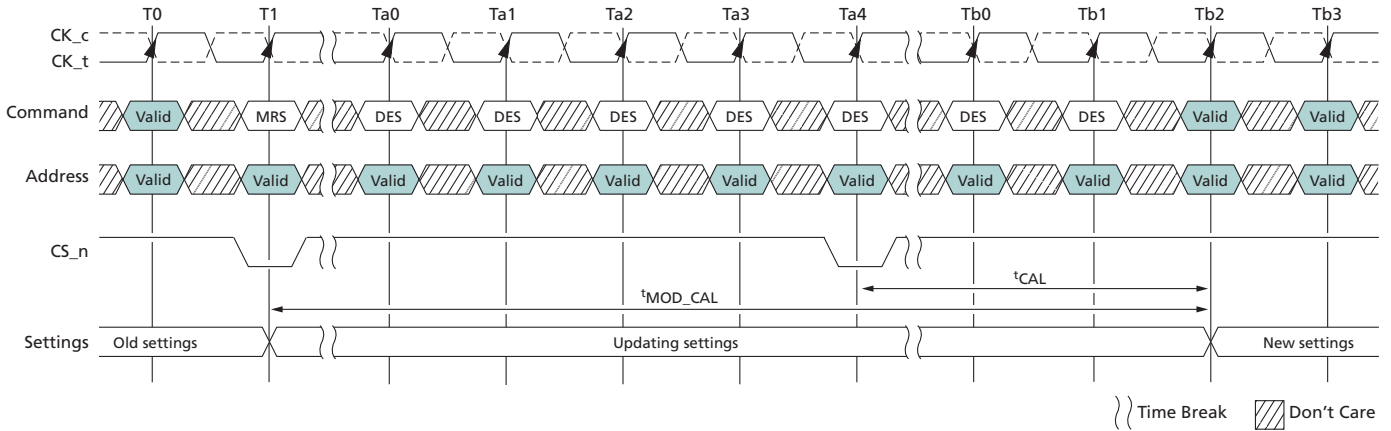 T0 T1 Ta0 Ta1 Ta2 Ta3 Ta4 Tb0 Tb1 Tb2 Tb3
CK_c
CK_t
Command Valid MRS DES DES DES DES DES DES DES Valid Valid
Address Valid Valid Valid Valid Valid Valid Valid Valid Valid Valid Valid
CS_n
tCAL
tMOD_CAL
Settings Old settings Updating settings New settings
Time Break Don't Care